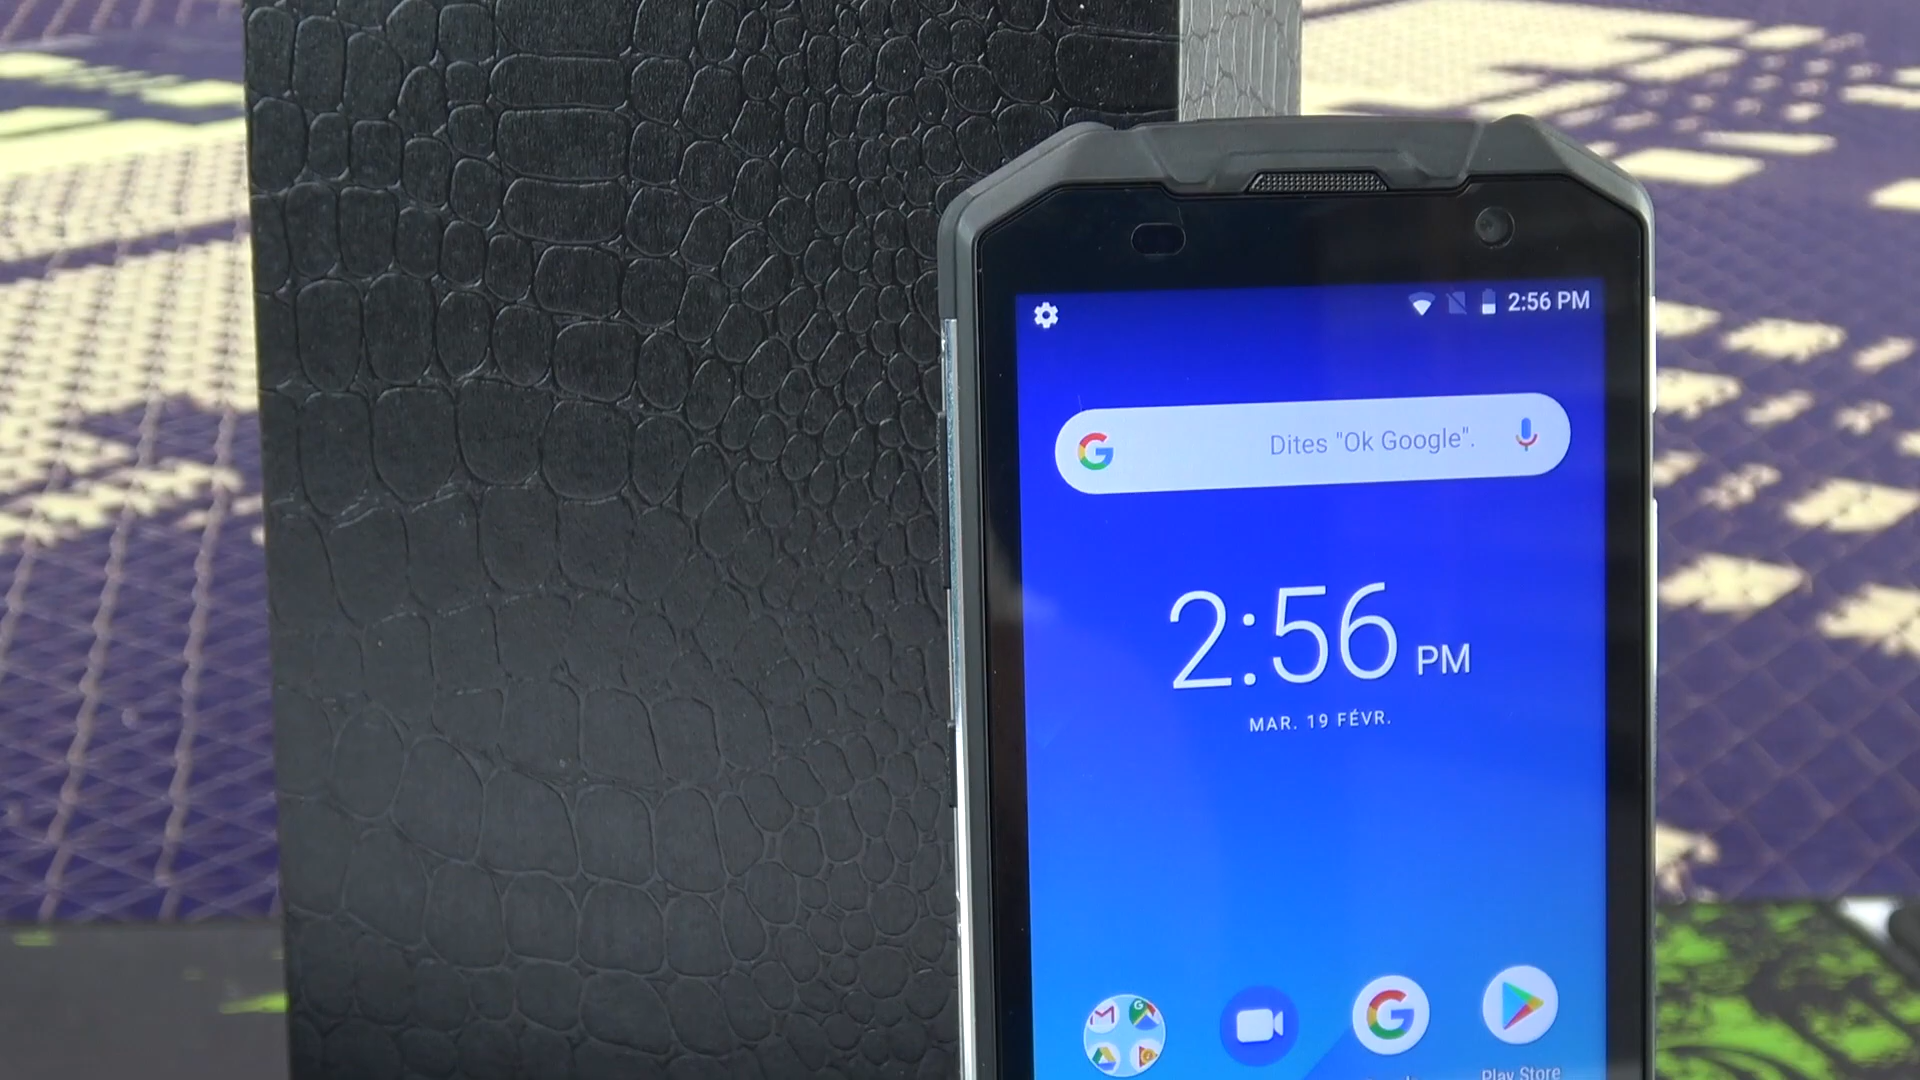 2:56 PM
Dites "Ok Google".
2:56 PM
MAR. 19 FÉVR.
Play Store